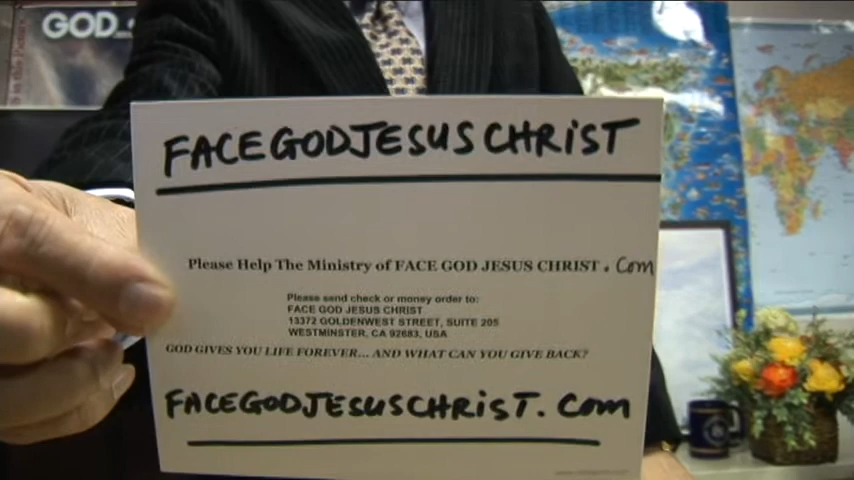 GOD
FACEGODJESUSCHRIST
Please Help The Ministry of FACE GOD JESUS CHRIST.Com
Please send check or money order to:
FACE GOD JESUS CHRIST
13372 GOLDENWEST STREET, SUITE 205
WESTMINSTER, CA 92683, USA
GOD GIVES YOU LIFE FOREVER... AND WHAT CAN YOU GIVE BACK?
FACEGODJESUSCHRIST.Com